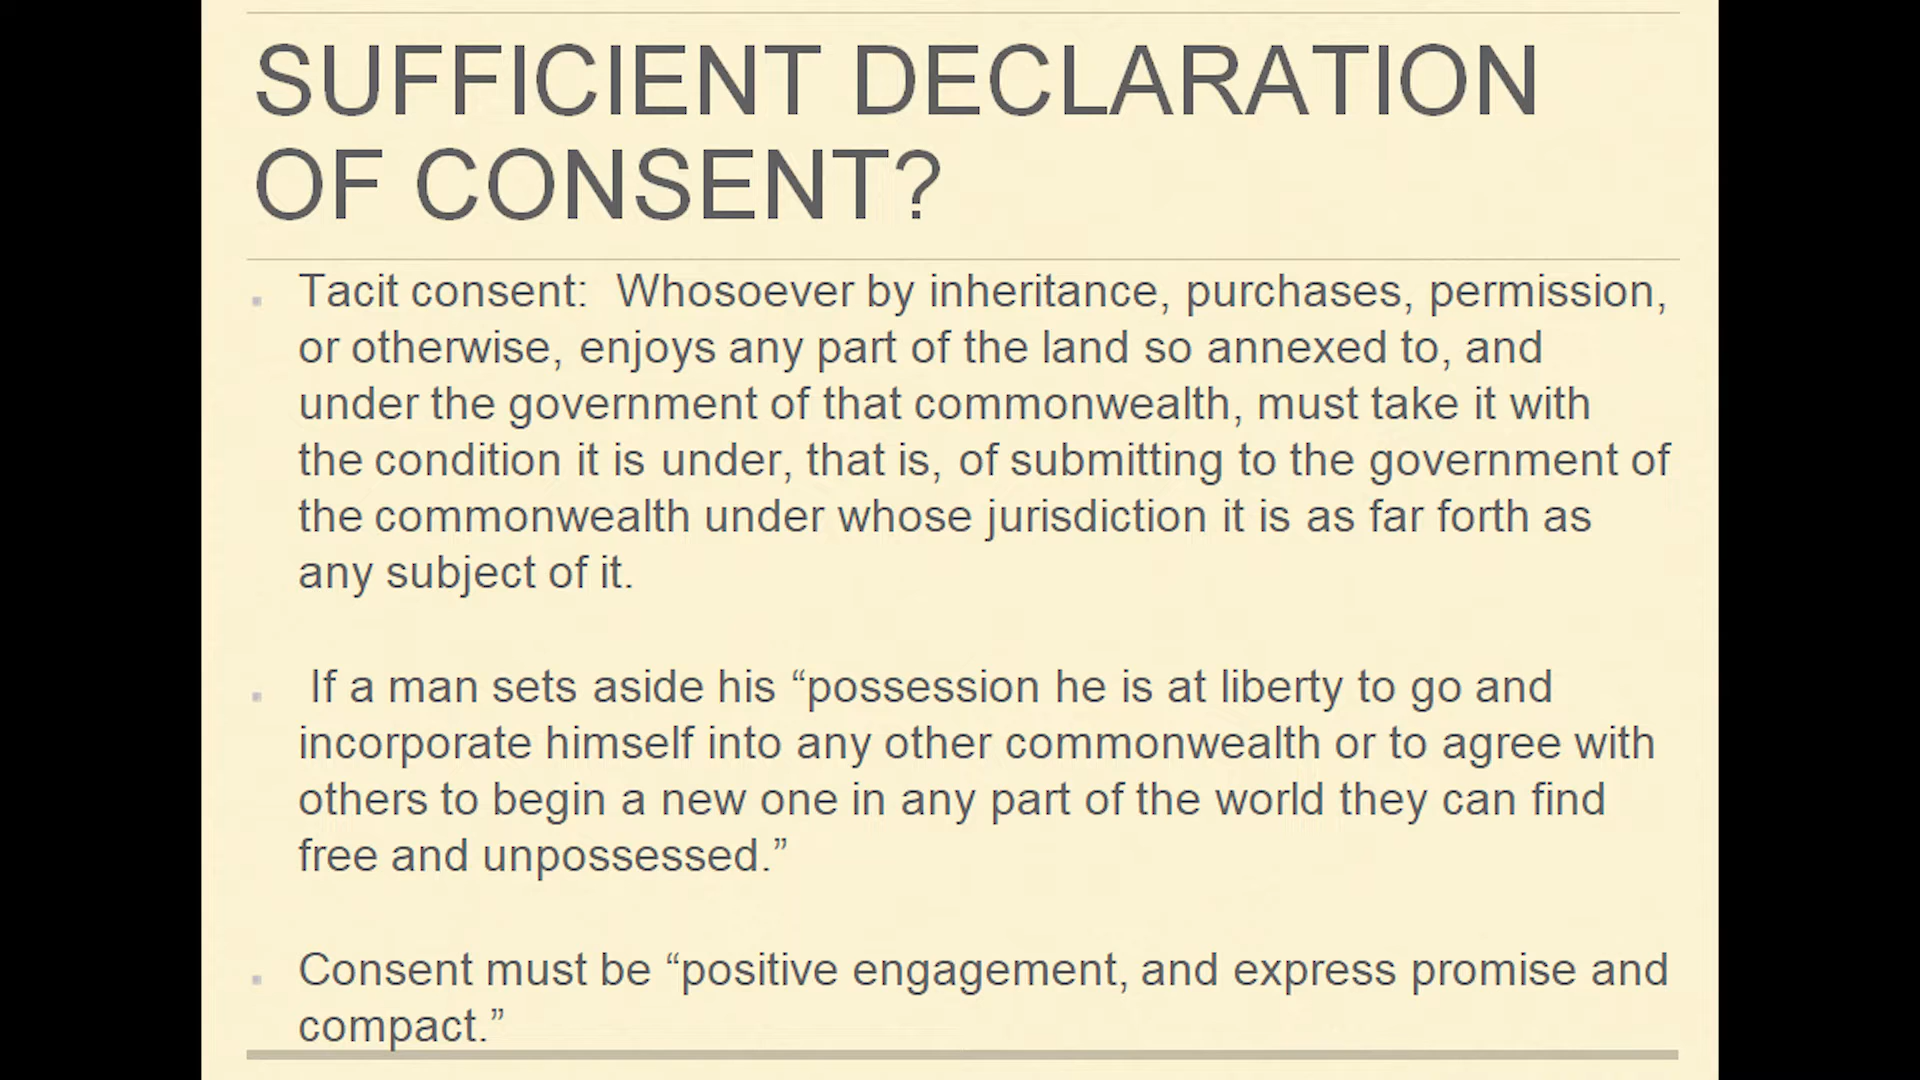 SUFFICIENT DECLARATION
OF CONSENT?
Tacit consent:  Whosoever by inheritance, purchases, permission,
or otherwise, enjoys any part of the land so annexed to, and
under the government of that commonwealth, must take it with
the condition it is under, that is, of submitting to the government of
the commonwealth under whose jurisdiction it is as far forth as
any subject of it.
If a man sets aside his “possession he is at liberty to go and
incorporate himself into any other commonwealth or to agree with
others to begin a new one in any part of the world they can find
free and unpossessed.”
Consent must be “positive engagement, and express promise and
compact.”